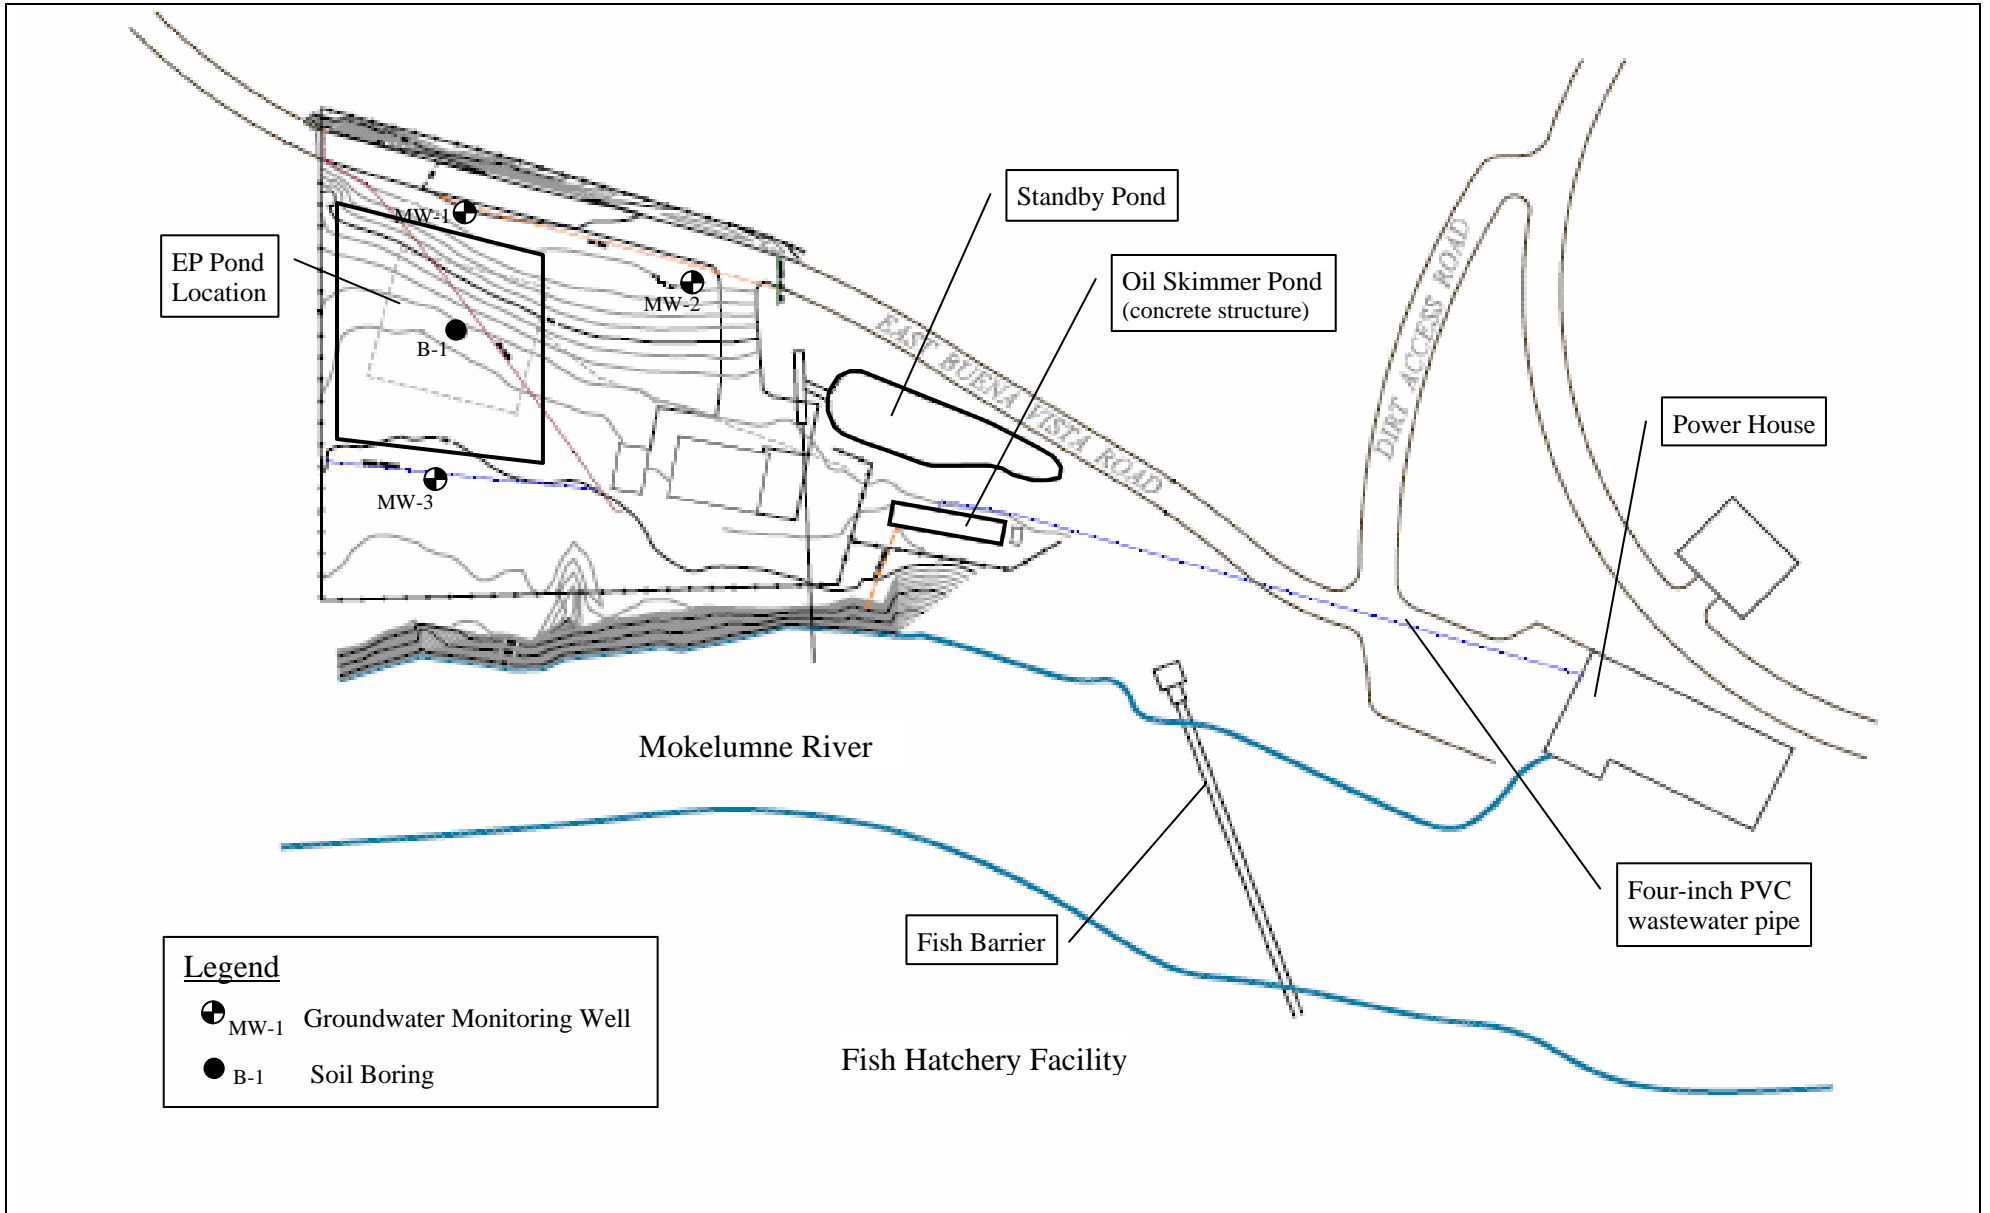 Standby Pond
MW-1
EP Pond
Location
Oil Skimmer Pond
(concrete structure)
MW-2
B-1
EAST BUENA VISTA ROAD
DIRT ACCESS ROAD
Power House
MW-3
Mokelumne River
Four-inch PVC
wastewater pipe
Fish Barrier
Legend
MW-1 Groundwater Monitoring Well
B-1 Soil Boring
Fish Hatchery Facility